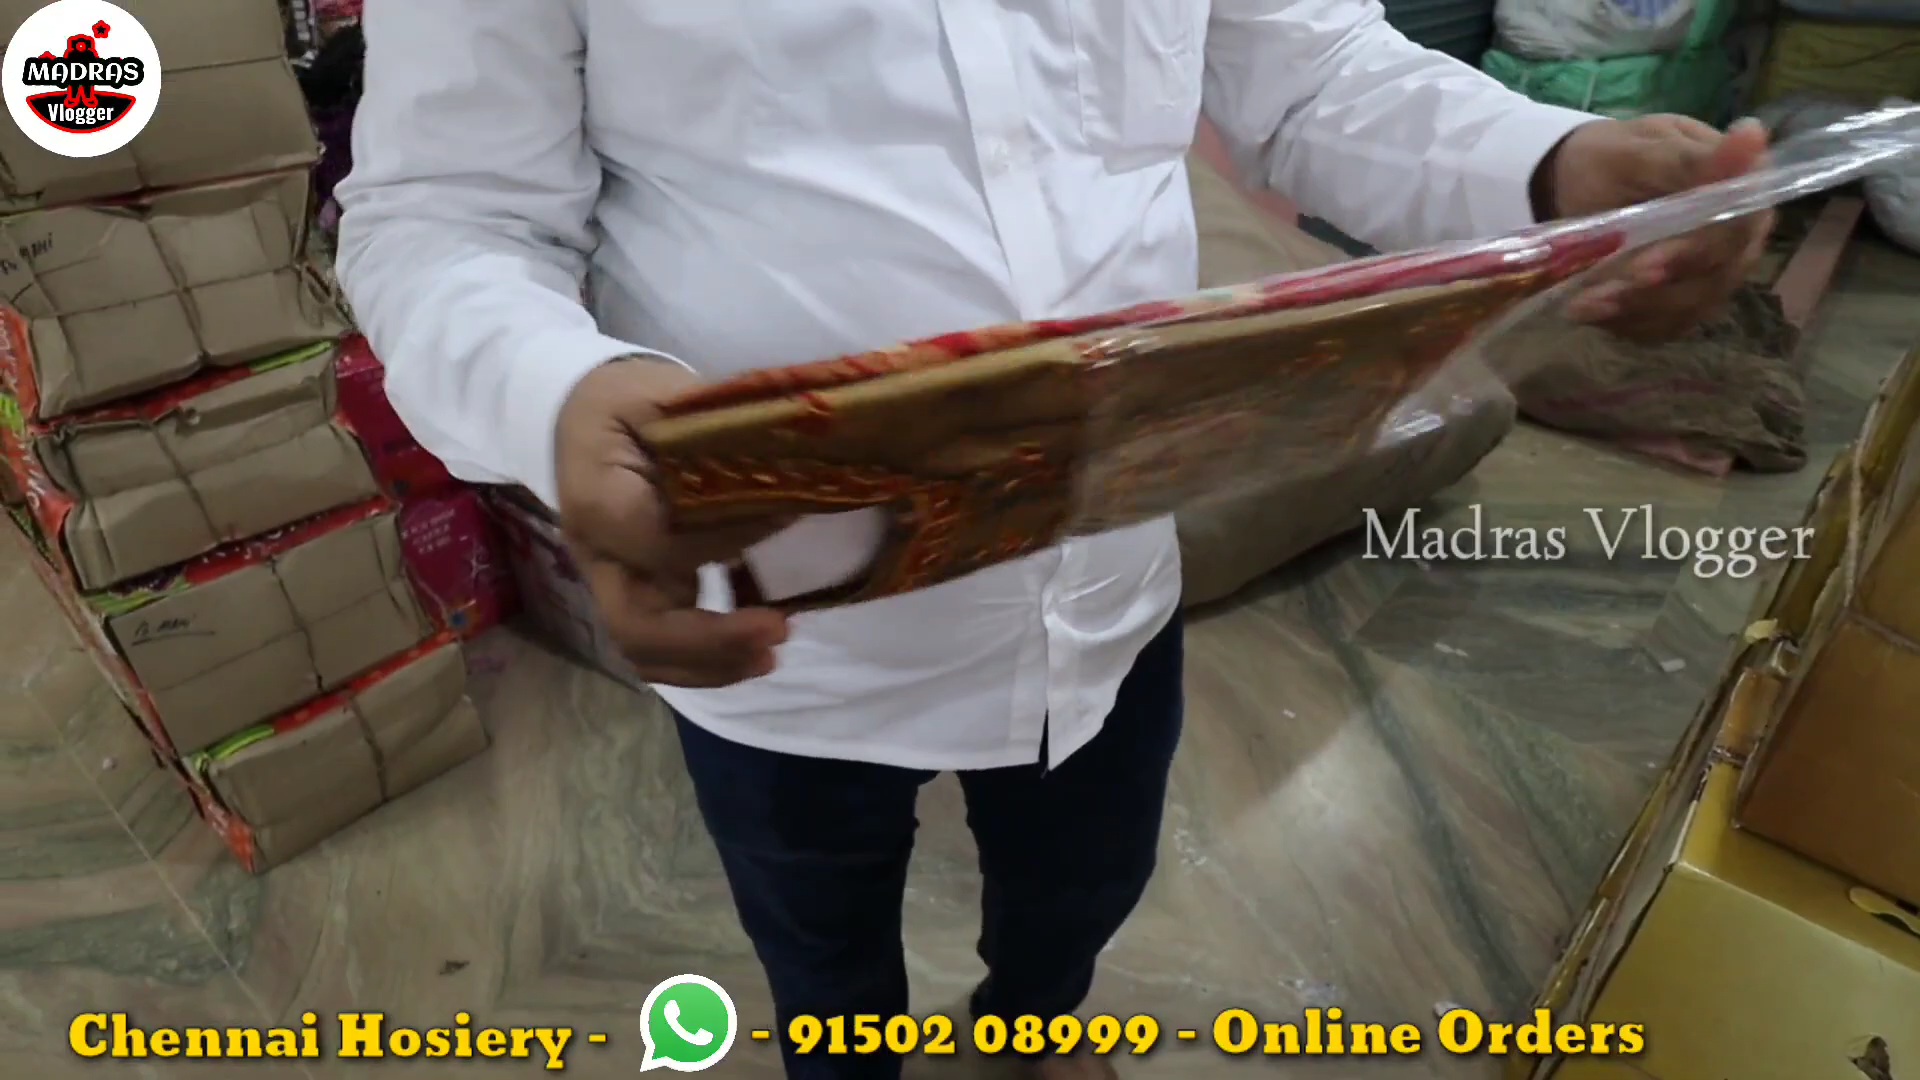 MADRAS
Vlogger
Madras Vlogger
Chennai Hosiery - - 91502 08999 - Online Orders